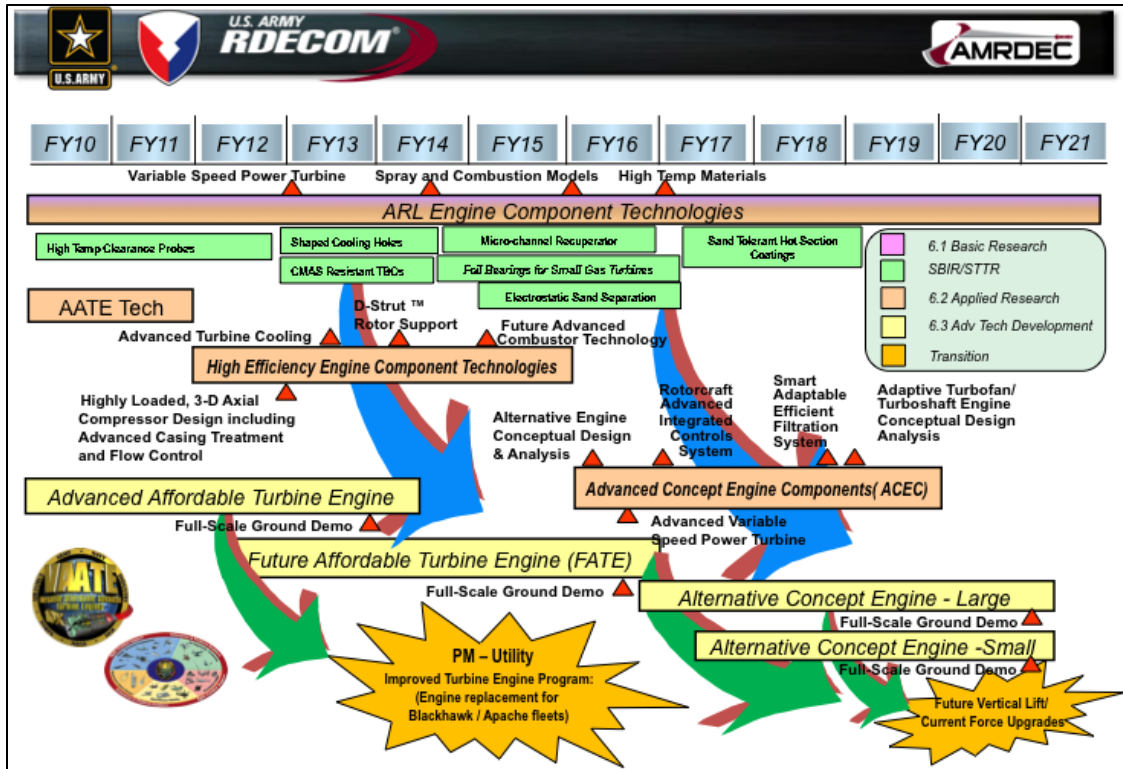 U.S. ARMY
U.S. ARMY
RDECOM®
AMRDEC
FY10
FY11
FY12
FY13
FY14
FY15
FY16
FY17
FY18
FY19
FY20
FY21
Variable Speed Power Turbine
Spray and Combustion Models
High Temp Materials
ARL Engine Component Technologies
High Temp Clearance Probes
Shaped Cooling Holes
Micro-channel Recuperator
Sand Tolerant Hot Section
Coatings
CMAS Resistant TBCs
Foil Bearings for Small Gas Turbines
Electrostatic Sand Separation
6.1 Basic Research
SBIR/STTR
6.2 Applied Research
6.3 Adv Tech Development
Transition
AATE Tech
D-Strut ™
Rotor Support
Advanced Turbine Cooling
Future Advanced
Combustor Technology
High Efficiency Engine Component Technologies
Highly Loaded, 3-D Axial
Compressor Design including
Advanced Casing Treatment
and Flow Control
Alternative Engine
Conceptual Design
& Analysis
Rotorcraft
Advanced
Integrated
Controls
System
Smart
Adaptable
Efficient
Filtration
System
Adaptive Turbofan/
Turboshaft Engine
Conceptual Design
Analysis
Advanced Concept Engine Components( ACEC)
Advanced Affordable Turbine Engine
Full-Scale Ground Demo
Advanced Variable
Speed Power Turbine
Future Affordable Turbine Engine (FATE)
Full-Scale Ground Demo
VAATE
Alternative Concept Engine - Large
Full-Scale Ground Demo
Alternative Concept Engine -Small
Full-Scale Ground Demo
PM – Utility
Improved Turbine Engine Program:
(Engine replacement for
Blackhawk / Apache fleets)
Future Vertical Lift/
Current Force Upgrades